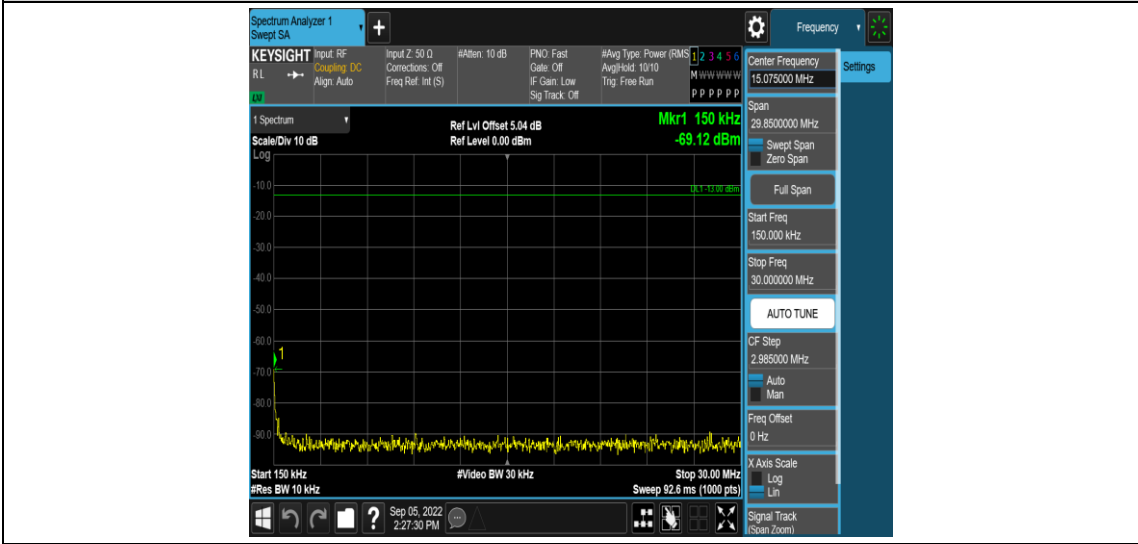 Spectrum Analyzer 1
Swept SA
+
Frequency
KEYSIGHT
RL
Input: RF
Coupling: DC
Align: Auto
Input Z: 50 Ω
Corrections: Off
Freq Ref: Int (S)
#Atten: 10 dB
PNO: Fast
Gate: Off
IF Gain: Low
Sig Track: Off
#Avg Type: Power (RMS
Avg|Hold: 10/10
Trig: Free Run
1 2 3 4 5 6
M W W W W W
P P P P P P
1 Spectrum
Scale/Div 10 dB
Log
Ref Lvl Offset 5.04 dB
Ref Level 0.00 dBm
Mkr1 150 kHz
-69.12 dBm
DL1 -13.00 dBm
-10.0
-20.0
-30.0
-40.0
-50.0
-60.0
-70.0
-80.0
-90.0
1
Start 150 kHz
#Res BW 10 kHz
#Video BW 30 kHz
Stop 30.00 MHz
Sweep 92.6 ms (1000 pts)
Sep 05, 2022
2:27:30 PM
?
Center Frequency
15.075000 MHz
Settings
Span
29.8500000 MHz
Swept Span
Zero Span
Full Span
Start Freq
150.000 kHz
Stop Freq
30.000000 MHz
AUTO TUNE
CF Step
2.985000 MHz
Auto
Man
Freq Offset
0 Hz
X Axis Scale
Log
Lin
Signal Track
(Span Zoom)